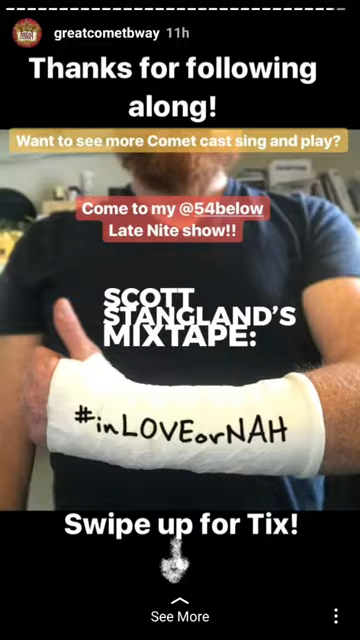 greatcometbway 11h
Thanks for following
along!
Want to see more Comet cast sing and play?
Come to my @54below
Late Nite show!!
SCOTT
STANGLAND'S
MIXTAPE:
#inLOVEorNAH
Swipe up for Tix!
See More